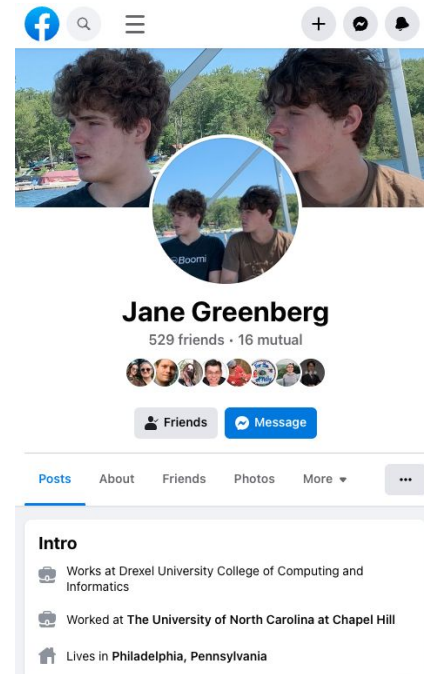 Boomi
Jane Greenberg
529 friends · 16 mutual
Friends
Message
Posts About Friends Photos More
Intro
Works at Drexel University College of Computing and
Informatics
Worked at The University of North Carolina at Chapel Hill
Lives in Philadelphia, Pennsylvania